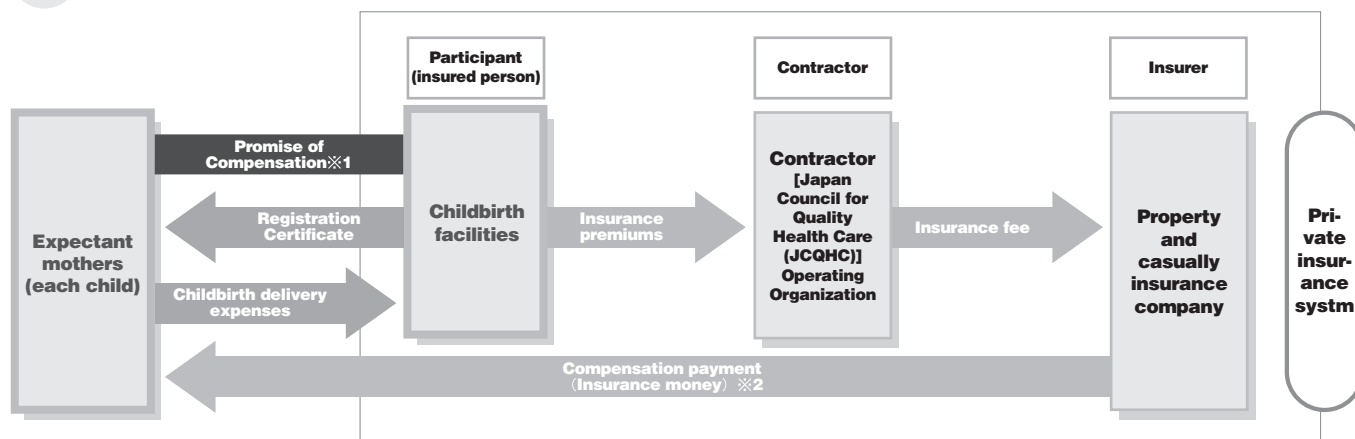 Participant
(insured person)
Contractor
Insurer
Promise of
Compensation※1
Registration
Certificate
Childbirth delivery
expenses
Expectant
mothers
(each child)
Childbirth
facilities
Insurance
premiums
Contractor
[Japan
Council for
Quality
Health Care
(JCQHC)]
Operating
Organization
Insurance fee
Property
and
casually
insurance
company
Pri-
vate
insur-
ance
systm
Compensation payment
(Insurance money) ※2